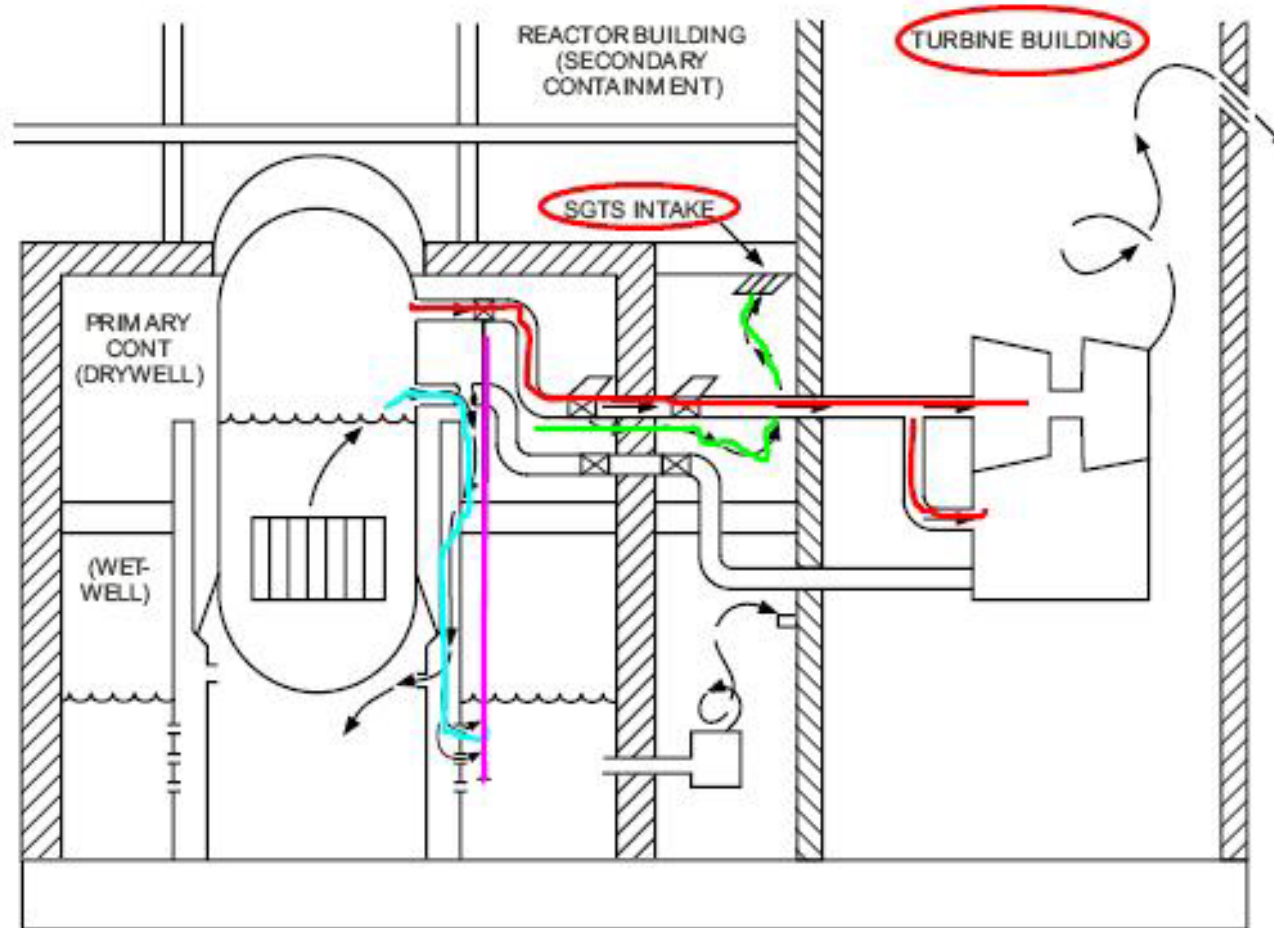 REACTOR BUILDING
(SECONDARY
CONTAINMENT)
TURBINE BUILDING
SGTS INTAKE
PRIMARY
CONT
(DRYWELL)
(WET-
WELL)